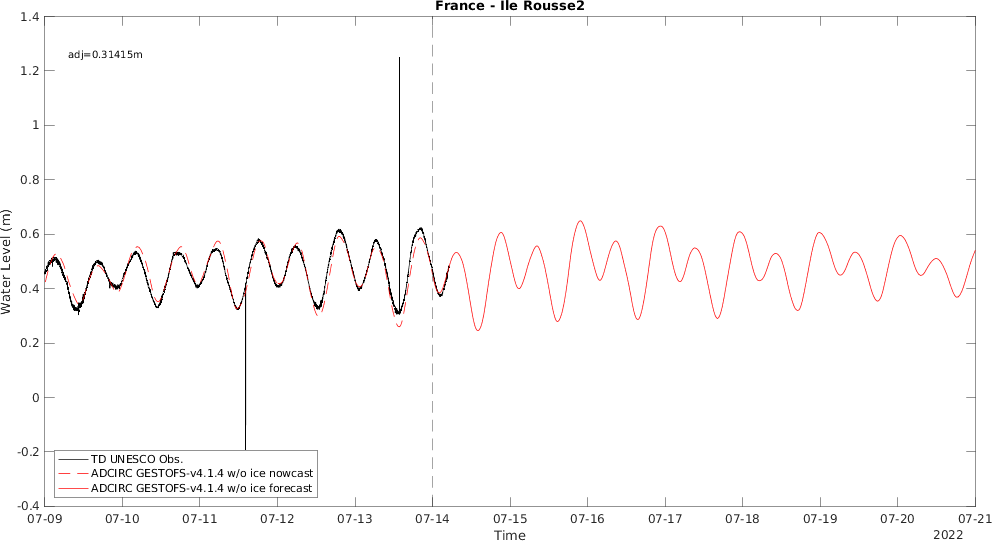 France - Ile Rousse2
adj=0.31415m
Water Level (m)
1.4
1.2
1
0.8
0.6
0.4
0.2
0
-0.2
-0.4
TD UNESCO Obs.
ADCIRC GESTOFS-v4.1.4 w/o ice nowcast
ADCIRC GESTOFS-v4.1.4 w/o ice forecast
07-09 07-10 07-11 07-12 07-13 07-14 07-15 07-16 07-17 07-18 07-19 07-20 07-21
Time
2022